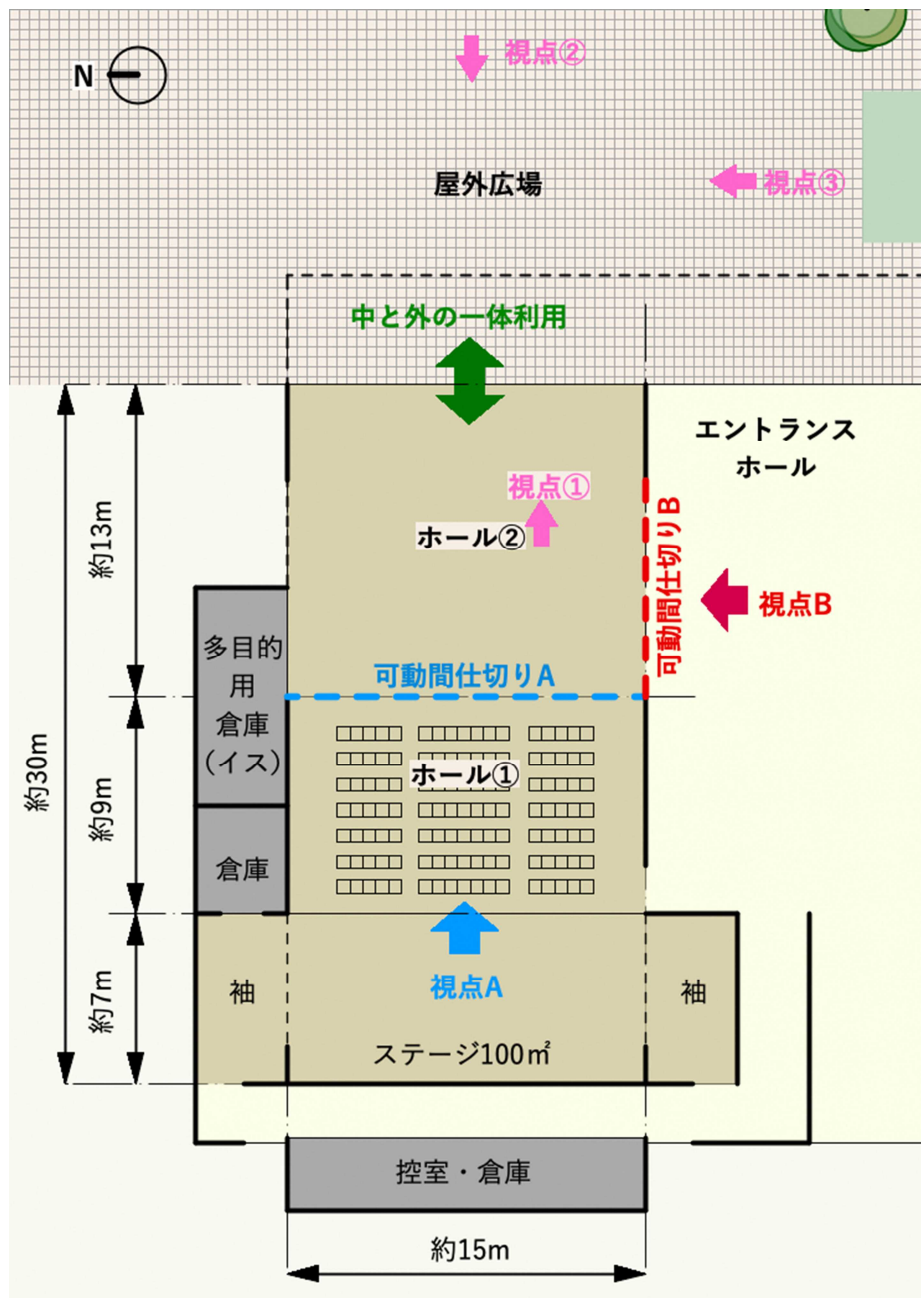 視点②
N
屋外広場
視点③
中と外の一体利用
エントランス
ホール
視点①
ホール②
可動間仕切りB
視点B
約13m
約30m
多目的
用
倉庫
（イス）
可動間仕切りA
ホール①
約9m
倉庫
視点A
袖
袖
約7m
ステージ100㎡
控室・倉庫
約15m